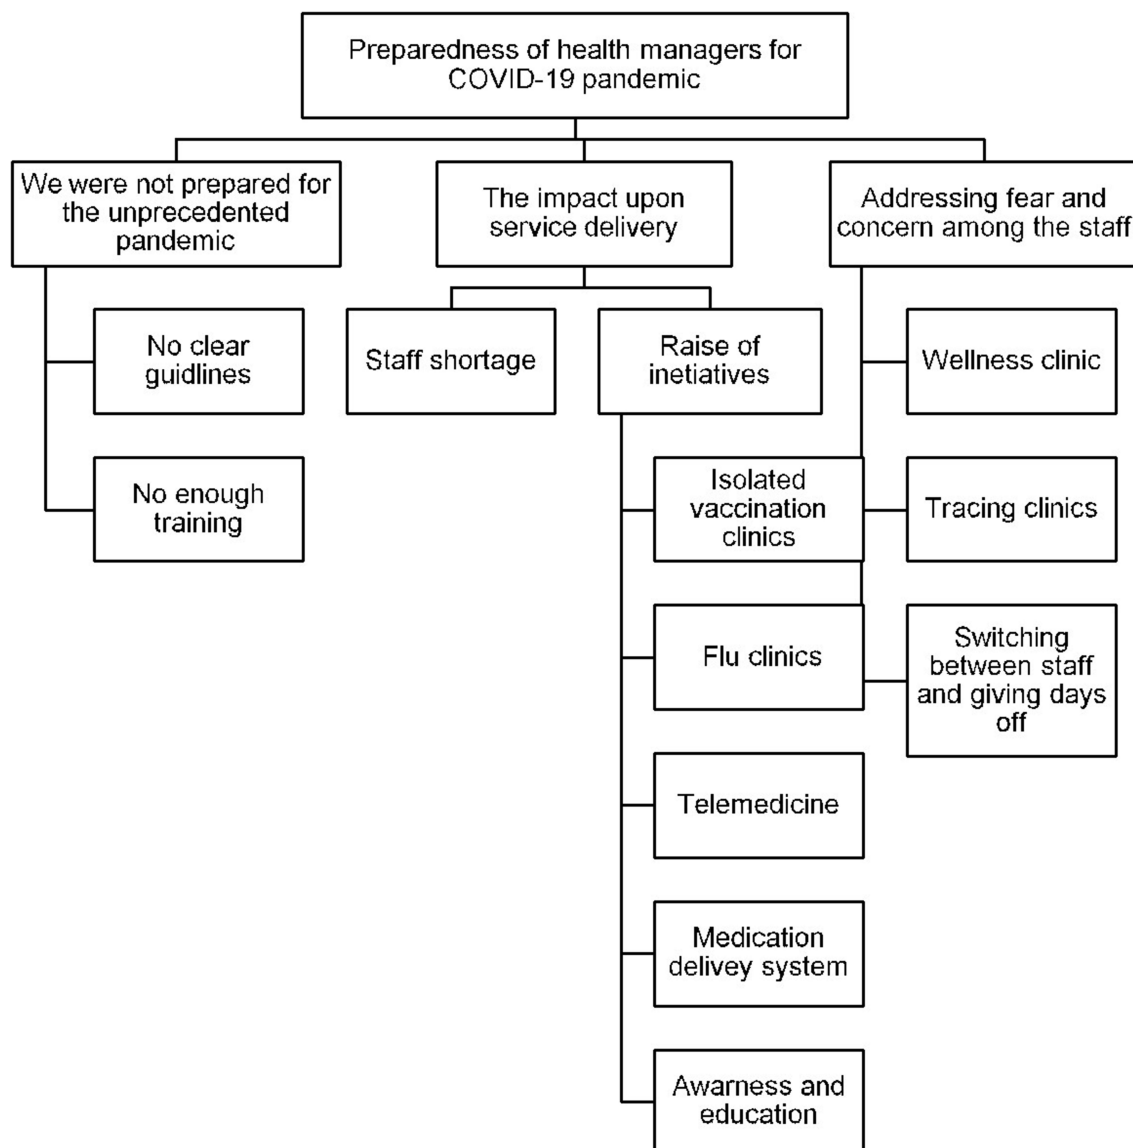 Preparedness of health managers for
COVID-19 pandemic
We were not prepared for
the unprecedented
pandemic
The impact upon
service delivery
Addressing fear and
concern among the staff
No clear
guidlines
No enough
training
Staff shortage
Raise of
inetiatives
Isolated
vaccination
clinics
Flu clinics
Telemedicine
Medication
delivey system
Awarness and
education
Wellness clinic
Tracing clinics
Switching
between staff
and giving days
off